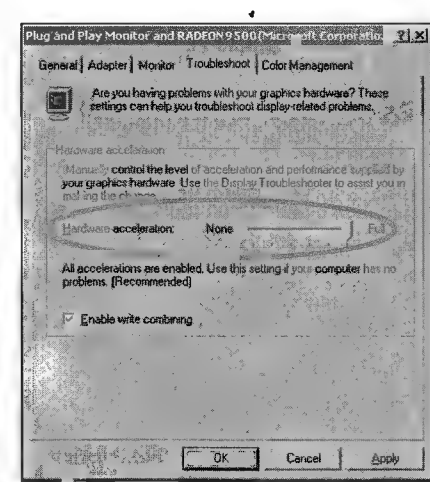 Plug and Play Monitor and RADEON 9500 (Microsoft Corporatio...
General Adapter Monitor Troubleshoot Color Management
Are you having problems with your graphics hardware? These
settings can help you troubleshoot display-related problems.
Hardware acceleration
Manually control the level of acceleration and performance supplied by
your graphics hardware. Use the Display Troubleshooter to assist you in
making the change.
Hardware acceleration: None Full
All accelerations are enabled. Use this setting if your computer has no
problems. (Recommended)
Enable write combining
OK Cancel Apply